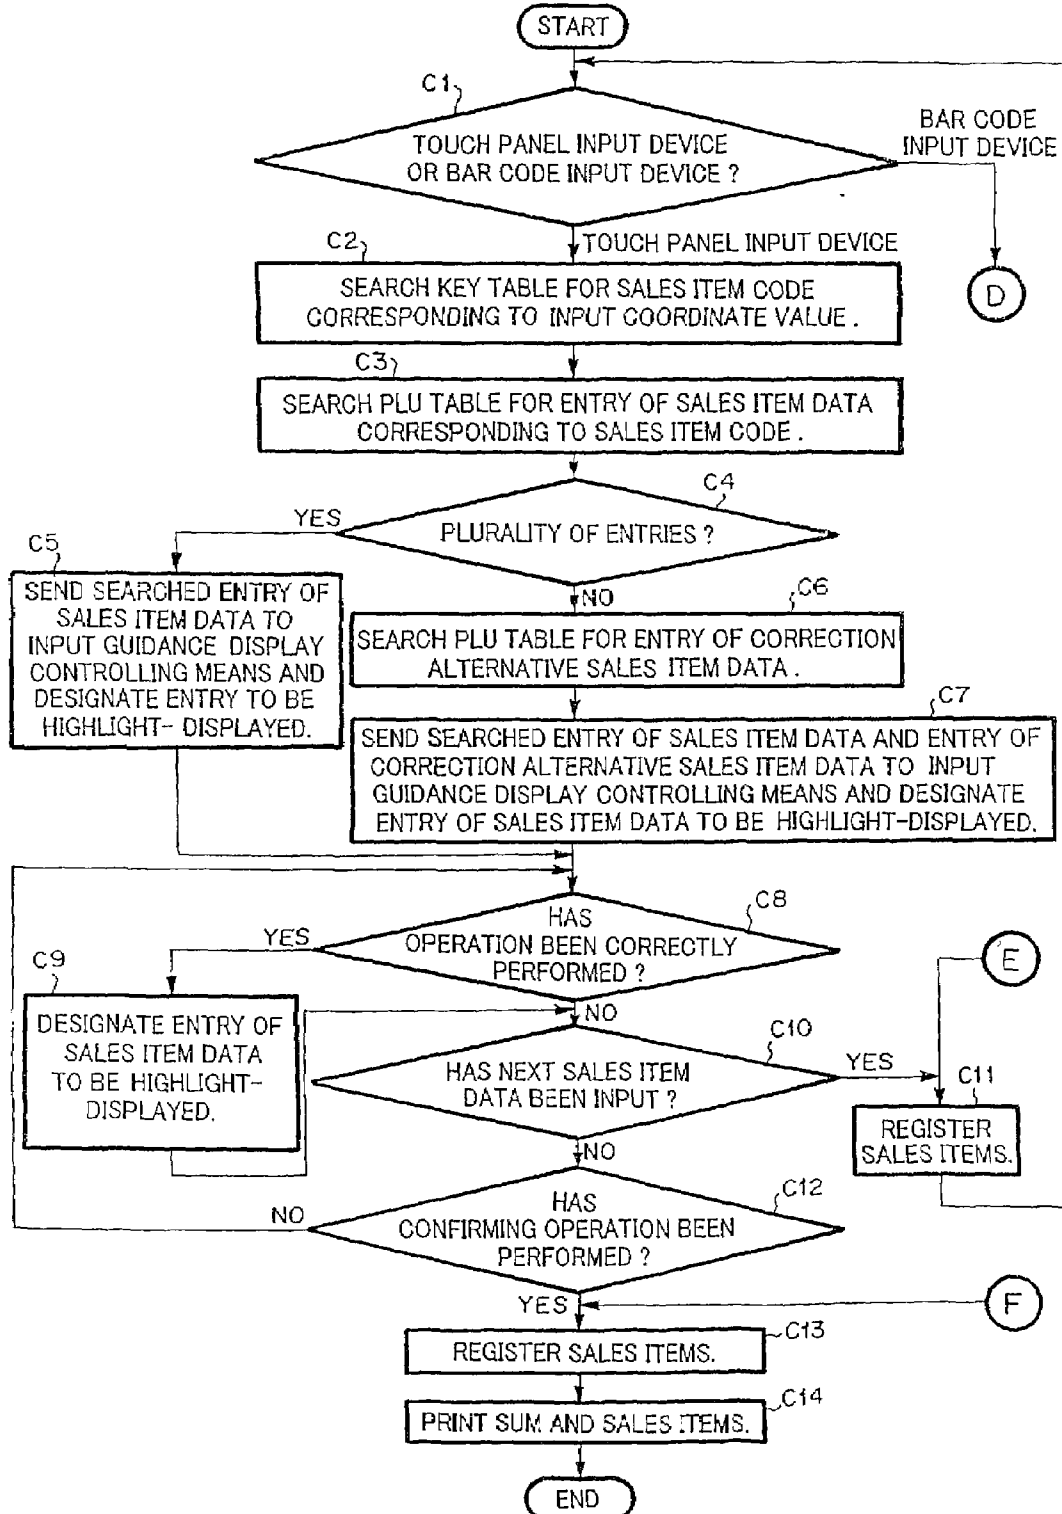 START
C1
TOUCH PANEL INPUT DEVICE
OR BAR CODE INPUT DEVICE ?
BAR CODE
INPUT DEVICE
D
TOUCH PANEL INPUT DEVICE
C2
SEARCH KEY TABLE FOR SALES ITEM CODE
CORRESPONDING TO INPUT COORDINATE VALUE.
C3
SEARCH PLU TABLE FOR ENTRY OF SALES ITEM DATA
CORRESPONDING TO SALES ITEM CODE.
C4
PLURALITY OF ENTRIES ?
YES
NO
C5
SEND SEARCHED ENTRY OF
SALES ITEM DATA TO
INPUT GUIDANCE DISPLAY
CONTROLLING MEANS AND
DESIGNATE ENTRY TO BE
HIGHLIGHT-DISPLAYED.
C6
SEARCH PLU TABLE FOR ENTRY OF CORRECTION
ALTERNATIVE SALES ITEM DATA.
C7
SEND SEARCHED ENTRY OF SALES ITEM DATA AND ENTRY OF
CORRECTION ALTERNATIVE SALES ITEM DATA TO INPUT
GUIDANCE DISPLAY CONTROLLING MEANS AND DESIGNATE
ENTRY OF SALES ITEM DATA TO BE HIGHLIGHT-DISPLAYED.
C8
HAS
OPERATION BEEN CORRECTLY
PERFORMED ?
YES
NO
C9
DESIGNATE ENTRY OF
SALES ITEM DATA
TO BE HIGHLIGHT-
DISPLAYED.
E
C10
HAS NEXT SALES ITEM
DATA BEEN INPUT ?
YES
NO
C11
REGISTER
SALES ITEMS.
C12
HAS
CONFIRMING OPERATION BEEN
PERFORMED ?
NO
YES
F
C13
REGISTER SALES ITEMS.
C14
PRINT SUM AND SALES ITEMS.
END